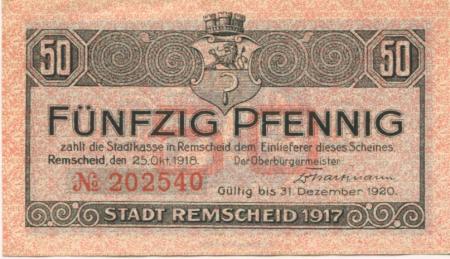 50 50
FÜNFZIG PFENNIG
zahlt die Stadtkasse in Remscheid dem Einlieferer dieses Scheines.
Remscheid, den 25. Okt. 1918. Der Oberbürgermeister
№ 202540
Gültig bis 31. Dezember 1920.
STADT REMSCHEID 1917